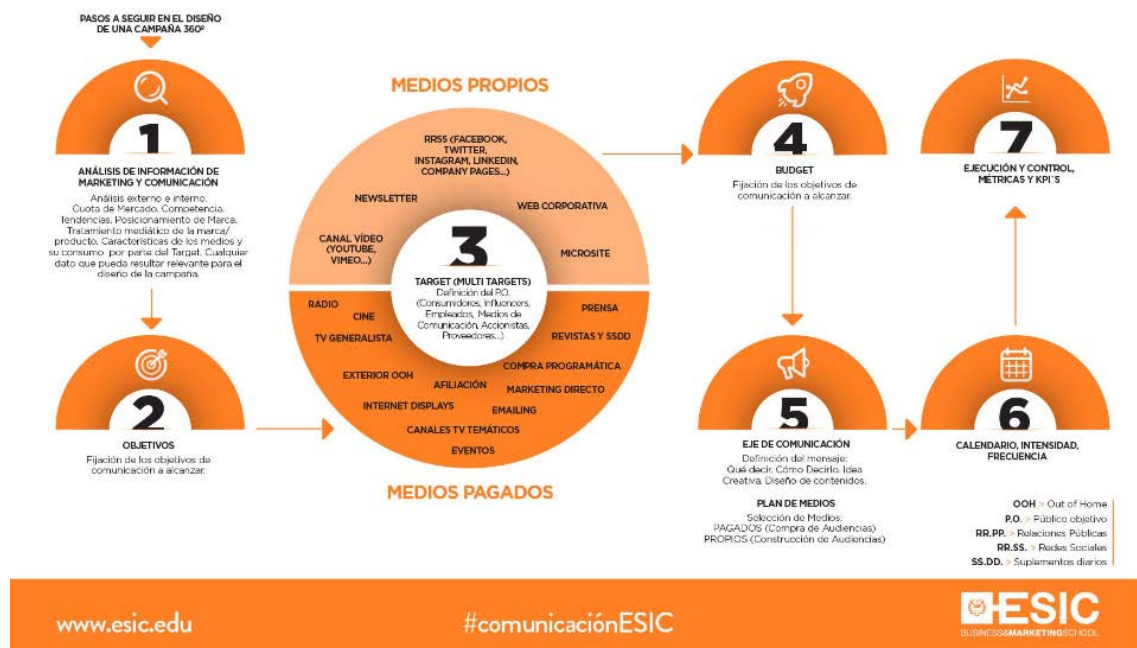 PASOS A SEGUIR EN EL DISEÑO
DE UNA CAMPAÑA 360º
1
ANÁLISIS DE INFORMACIÓN DE
MARKETING Y COMUNICACIÓN
Análisis externo e interno.
Cuota de Mercado. Competencia.
Tendencias. Posicionamiento de Marca.
Tratamiento mediático de la marca/
producto. Características de los medios y
su consumo por parte del Target. Cualquier
dato que pueda resultar relevante para el
diseño de la campaña.
2
OBJETIVOS
Fijación de los objetivos de
comunicación a alcanzar.
MEDIOS PROPIOS
RRSS (FACEBOOK,
TWITTER,
INSTAGRAM, LINKEDIN,
COMPANY PAGES...)
NEWSLETTER
WEB CORPORATIVA
CANAL VÍDEO
(YOUTUBE,
VIMEO...)
MICROSITE
3
TARGET (MULTI TARGETS)
Definición del P.O.
(Consumidores, Influencers,
Empleados, Medios de
Comunicación, Accionistas,
Proveedores...)
RADIO
PRENSA
CINE
TV GENERALISTA
REVISTAS Y SSDD
COMPRA PROGRAMÁTICA
EXTERIOR OOH
AFILIACIÓN
MARKETING DIRECTO
INTERNET DISPLAYS
EMAILING
CANALES TV TEMÁTICOS
EVENTOS
MEDIOS PAGADOS
4
BUDGET
Fijación de los objetivos de
comunicación a alcanzar.
5
EJE DE COMUNICACIÓN
Definición del mensaje:
Qué decir. Cómo Decirlo. Idea
Creativa. Diseño de contenidos.
PLAN DE MEDIOS
Selección de Medios:
PAGADOS (Compra de Audiencias)
PROPIOS (Construcción de Audiencias)
7
EJECUCIÓN Y CONTROL,
MÉTRICAS Y KPI´S
6
CALENDARIO, INTENSIDAD,
FRECUENCIA
OOH > Out of Home
P.O. > Público objetivo
RR.PP. > Relaciones Públicas
RR.SS. > Redes Sociales
SS.DD. > Suplementos diarios
www.esic.edu
#comunicaciónESIC
ESIC
BUSINESS&MARKETINGSCHOOL